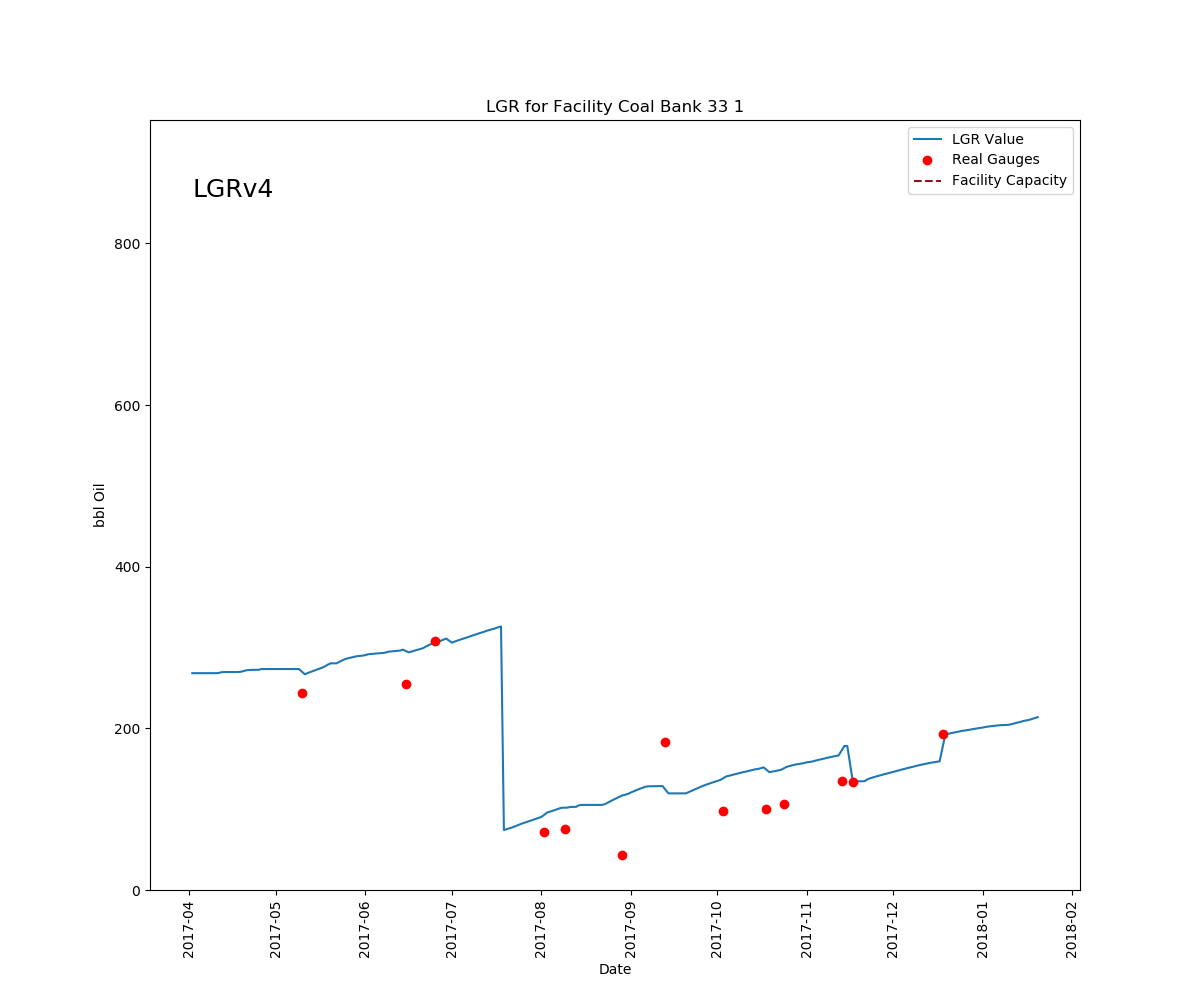 LGR for Facility Coal Bank 33 1
LGRv4
LGR Value
Real Gauges
Facility Capacity
bbl Oil
800
600
400
200
0
2017-04
2017-05
2017-06
2017-07
2017-08
2017-09
2017-10
2017-11
2017-12
2018-01
2018-02
Date